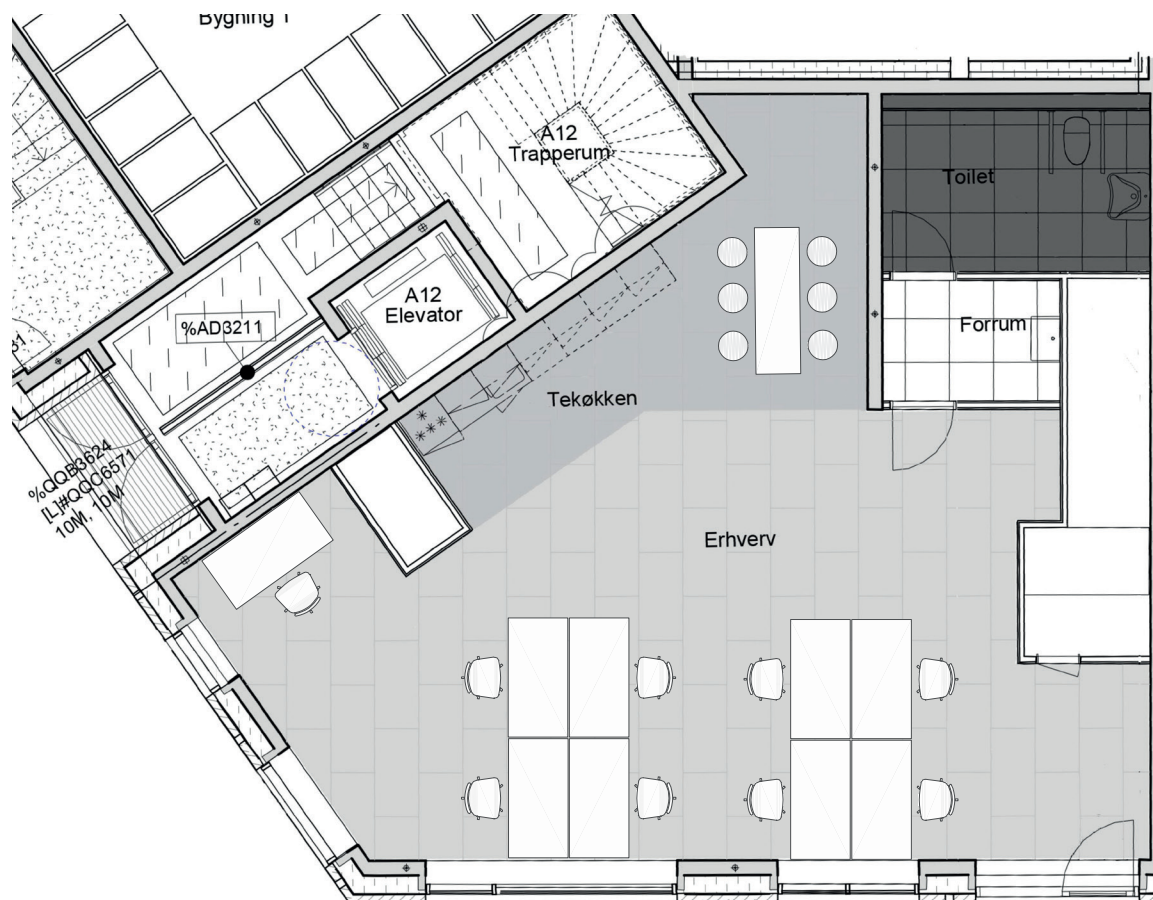 Bygning 1
A12
Trapperum
Toilet
A12
Elevator
%AD3211
Forrum
Tekøkken
%QQB3624
[L]#QQC6571
10M, 10M
Erhverv